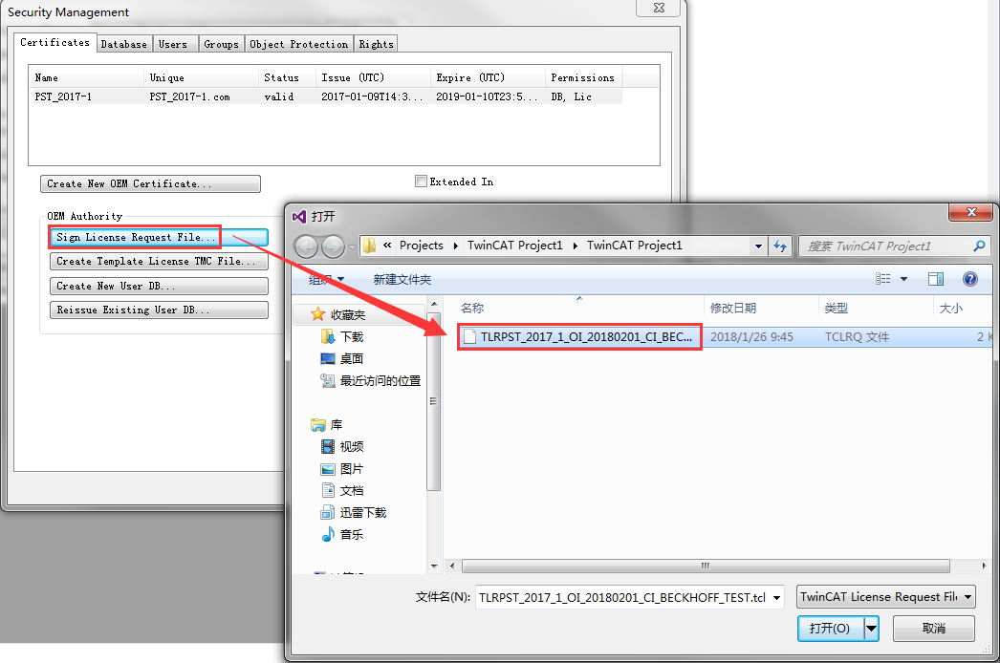 Security Management
Certificates Database Users Groups Object Protection Rights
Name Unique Status Issue (UTC) Expire (UTC) Permissions
PST_2017-1 PST_2017-1.com valid 2017-01-09T14:3... 2019-01-10T23:5... DB, Lic
Create New OEM Certificate...
Extended In
OEM Authority
Sign License Request File...
Create Template License TMC File...
Create New User DB...
Reissue Existing User DB...
打开
« Projects TwinCAT Project1 TwinCAT Project1
搜索 TwinCAT Project1
组织 新建文件夹
名称 修改日期 类型 大小
TLRPST_2017_1_OI_20180201_CI_BEC... 2018/1/26 9:45 TCLRQ 文件 2 K
收藏夹
下载
桌面
最近访问的位置
库
视频
图片
文档
迅雷下载
音乐
文件名(N): TLRPST_2017_1_OI_20180201_CI_BECKHOFF_TEST.tcl
TwinCAT License Request Fil
打开(O) 取消